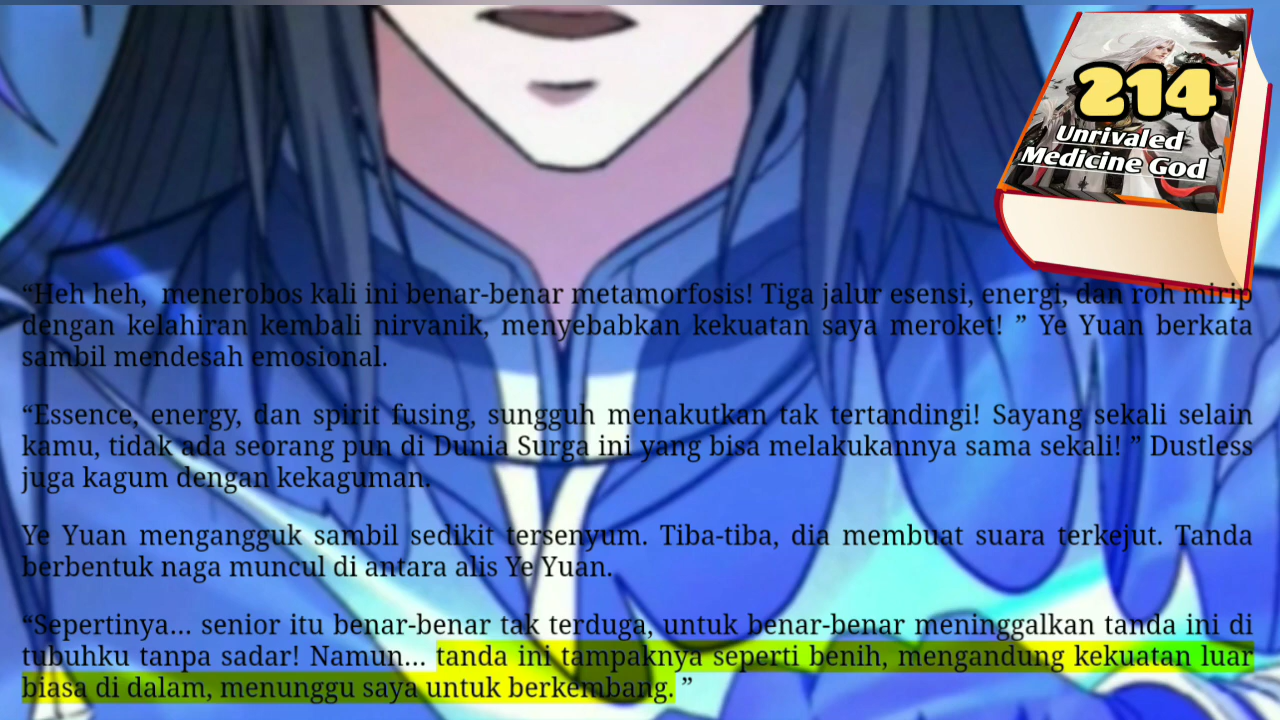 214
Unrivaled
Medicine God
“Heh heh,  menerobos kali ini benar-benar metamorfosis! Tiga jalur esensi, energi, dan roh mirip
dengan kelahiran kembali nirvanik, menyebabkan kekuatan saya meroket! ” Ye Yuan berkata
sambil mendesah emosional.
“Essence, energy, dan spirit fusing, sungguh menakutkan tak tertandingi! Sayang sekali selain
kamu, tidak ada seorang pun di Dunia Surga ini yang bisa melakukannya sama sekali! ” Dustless
juga kagum dengan kekaguman.
Ye Yuan mengangguk sambil sedikit tersenyum. Tiba-tiba, dia membuat suara terkejut. Tanda
berbentuk naga muncul di antara alis Ye Yuan.
“Sepertinya… senior itu benar-benar tak terduga, untuk benar-benar meninggalkan tanda ini di
tubuhku tanpa sadar! Namun… tanda ini tampaknya seperti benih, mengandung kekuatan luar
biasa di dalam, menunggu saya untuk berkembang. ”